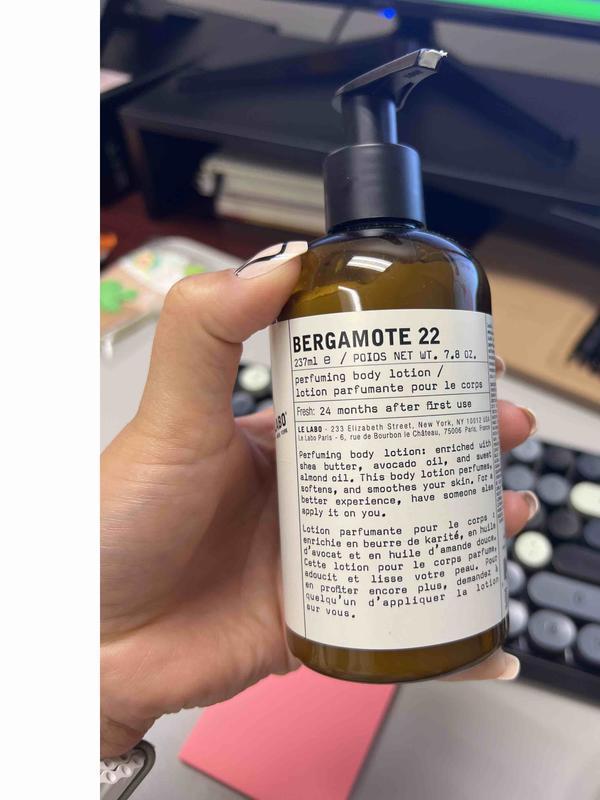 BERGAMOTE 22
237ml e / POIDS NET WT. 7.8 OZ.
perfuming body lotion /
lotion parfumante pour le corps
Fresh: 24 months after first use
LE LABO - 233 Elizabeth Street, New York, NY 10012 USA
Le Labo Paris - 6, rue de Bourbon le Château, 75006 Paris, France
Perfuming body lotion: enriched with
shea butter, avocado oil, and sweet
almond oil. This body lotion perfumes,
softens, and smoothes your skin. For a
better experience, have someone else
apply it on you.
Lotion parfumante pour le corps :
enrichie en beurre de karité, en huile
d'avocat et en huile d'amande douce.
Cette lotion pour le corps parfume,
adoucit et lisse votre peau. Pour
en profiter encore plus, demandez à
quelqu'un d'appliquer la lotion
sur vous.
ABO